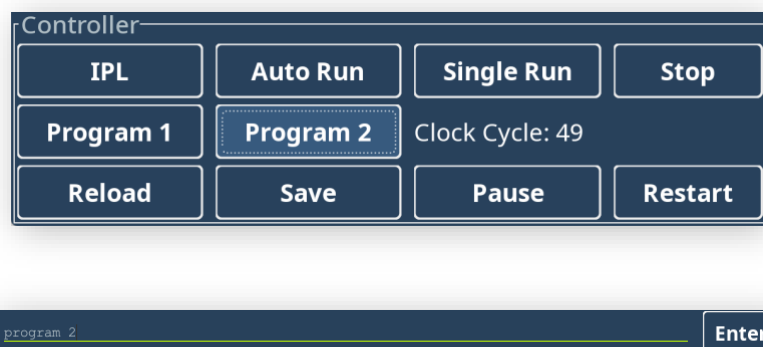 Controller
IPL Auto Run Single Run Stop
Program 1 Program 2 Clock Cycle: 49
Reload Save Pause Restart
program 2 Enter